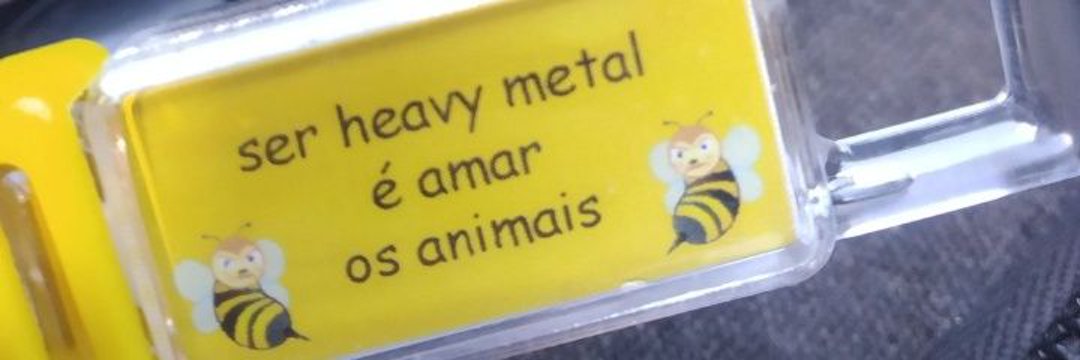 ser heavy metal
é amar
os animais